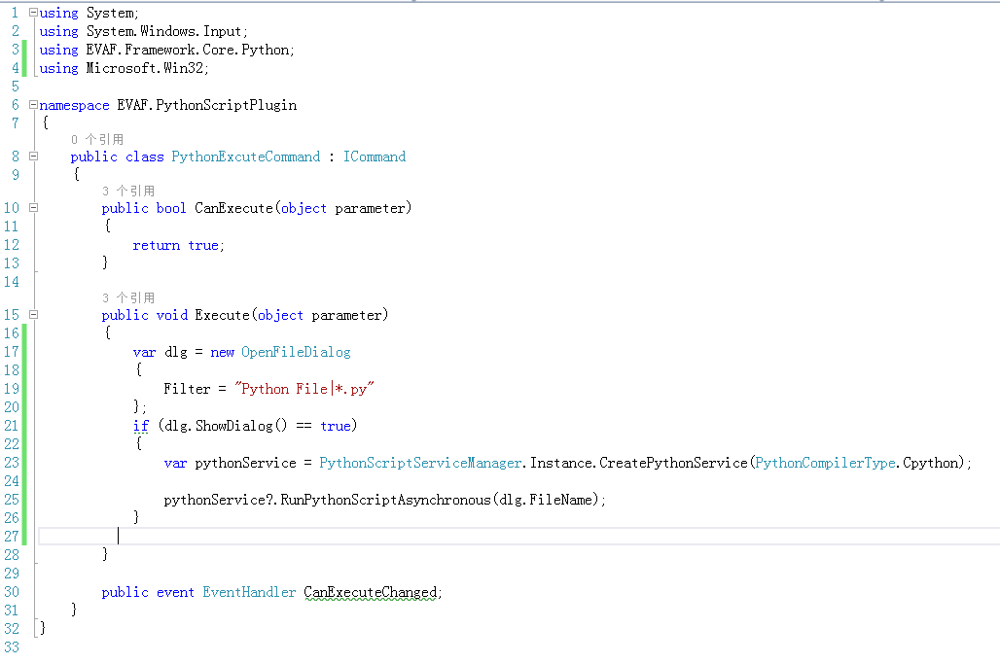 1 using System;
2 using System.Windows.Input;
3 using EVAF.Framework.Core.Python;
4 using Microsoft.Win32;
5
6 namespace EVAF.PythonScriptPlugin
7 {
0 个引用
8 public class PythonExcuteCommand : ICommand
9 {
3 个引用
10 public bool CanExecute(object parameter)
11 {
12 return true;
13 }
14
3 个引用
15 public void Execute(object parameter)
16 {
17 var dlg = new OpenFileDialog
18 {
19 Filter = "Python File|*.py"
20 };
21 if (dlg.ShowDialog() == true)
22 {
23 var pythonService = PythonScriptServiceManager.Instance.CreatePythonService(PythonCompilerType.Cpython);
24
25 pythonService?.RunPythonScriptAsynchronous(dlg.FileName);
26 }
27
28 }
29
30 public event EventHandler CanExecuteChanged;
31 }
32 }
33